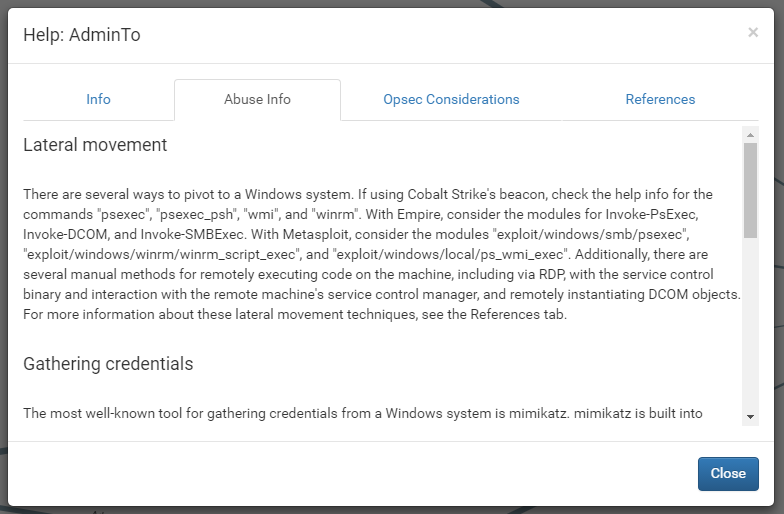 Help: AdminTo
×
Info
Abuse Info
Opsec Considerations
References
Lateral movement
There are several ways to pivot to a Windows system. If using Cobalt Strike's beacon, check the help info for the
commands "psexec", "psexec_psh", "wmi", and "winrm". With Empire, consider the modules for Invoke-PsExec,
Invoke-DCOM, and Invoke-SMBExec. With Metasploit, consider the modules "exploit/windows/smb/psexec",
"exploit/windows/winrm/winrm_script_exec", and "exploit/windows/local/ps_wmi_exec". Additionally, there are
several manual methods for remotely executing code on the machine, including via RDP, with the service control
binary and interaction with the remote machine's service control manager, and remotely instantiating DCOM objects.
For more information about these lateral movement techniques, see the References tab.
Gathering credentials
The most well-known tool for gathering credentials from a Windows system is mimikatz. mimikatz is built into
Close